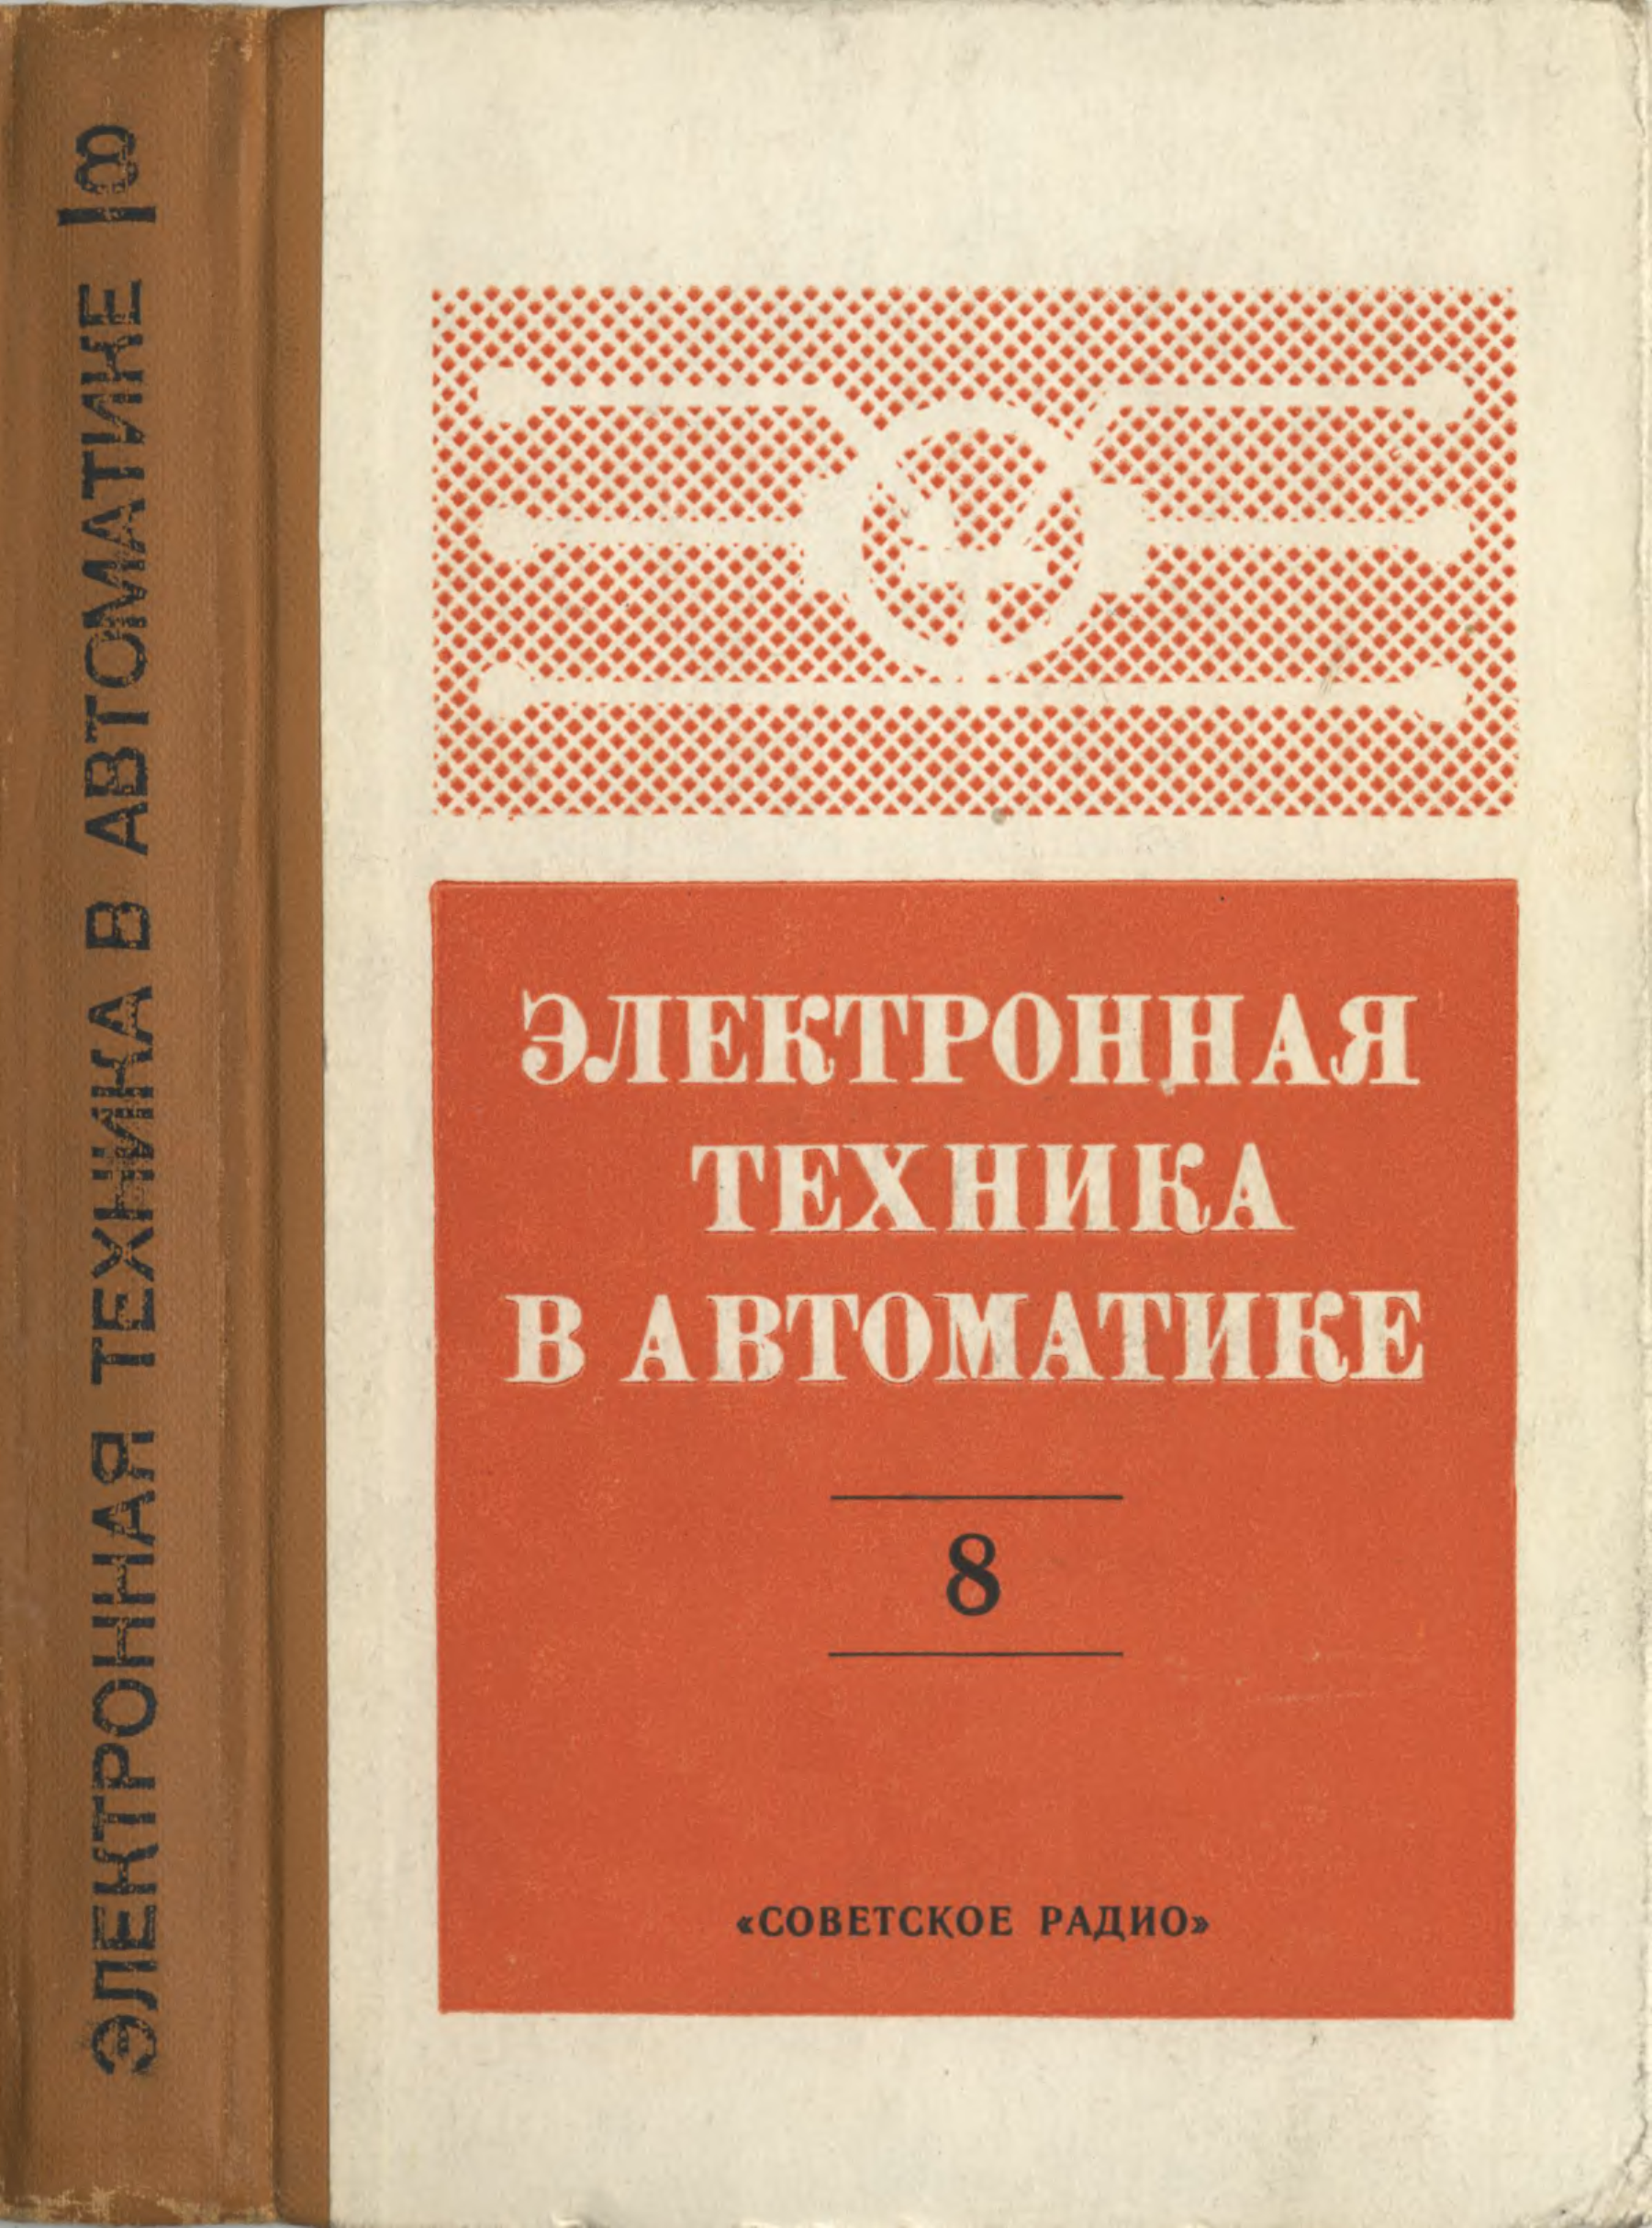 ЭЛЕКТРОННАЯ ТЕХНИКА В АВТОМАТИКЕ | 8
ЭЛЕКТРОННАЯ
ТЕХНИКА
В АВТОМАТИКЕ
8
«СОВЕТСКОЕ РАДИО»